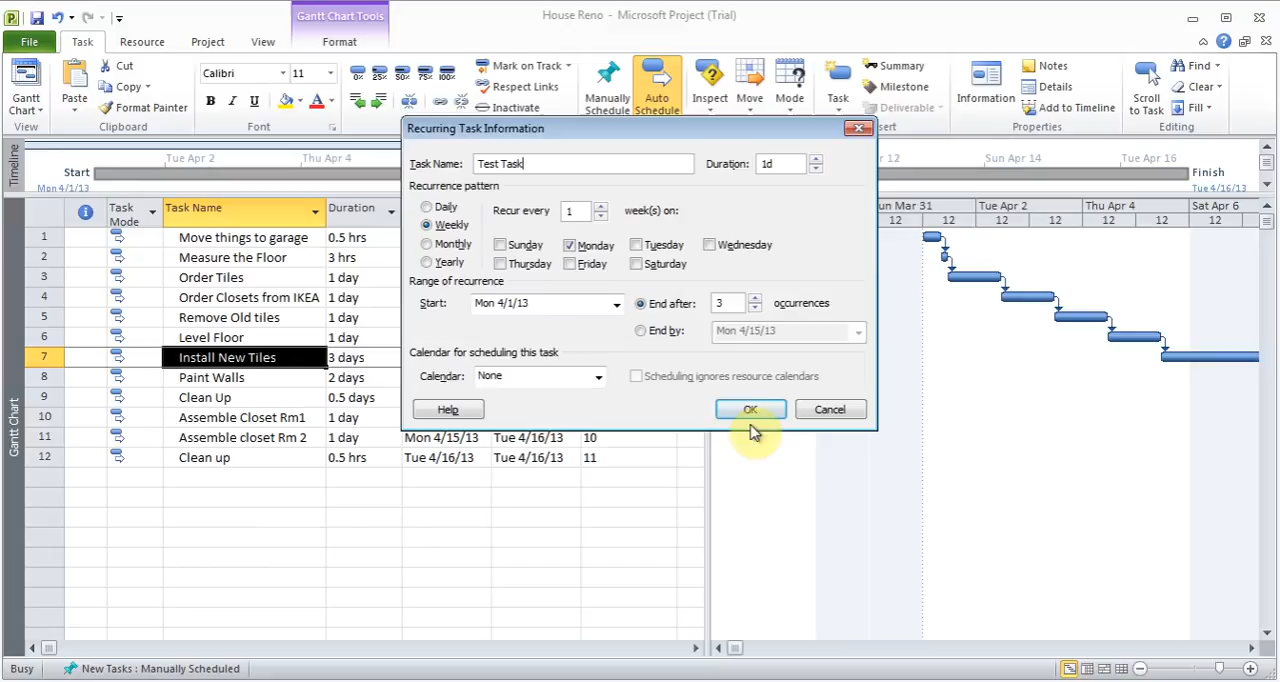 House Reno - Microsoft Project (Trial)
Gantt Chart Tools
File Task Resource Project View Format
Gantt Chart
View
Paste
Cut
Copy
Format Painter
Clipboard
Calibri 11
B I U A
Font
0% 25% 50% 75% 100%
Mark on Track
Respect Links
Inactivate
Manually Schedule
Auto Schedule
Inspect
Move
Mode
Task
Summary
Milestone
Deliverable
Information
Notes
Details
Add to Timeline
Properties
Scroll to Task
Find
Clear
Fill
Editing
Timeline
Tue Apr 2 Thu Apr 4 Sun Apr 14 Tue Apr 16
Start
Mon 4/1/13
Finish
Tue 4/16/13
Recurring Task Information
Task Name: Test Task Duration: 1d
Recurrence pattern
Daily
Weekly
Monthly
Yearly
Recur every 1 week(s) on:
Sunday Monday Tuesday Wednesday
Thursday Friday Saturday
Range of recurrence
Start: Mon 4/1/13 End after: 3 occurrences
End by: Mon 4/15/13
Calendar for scheduling this task
Calendar: None Scheduling ignores resource calendars
Help OK Cancel
Gantt Chart
Task Mode Task Name Duration
1 Move things to garage 0.5 hrs
2 Measure the Floor 3 hrs
3 Order Tiles 1 day
4 Order Closets from IKEA 1 day
5 Remove Old tiles 1 day
6 Level Floor 1 day
7 Install New Tiles 3 days
8 Paint Walls 2 days
9 Clean Up 0.5 days
10 Assemble Closet Rm1 1 day
11 Assemble closet Rm 2 1 day Mon 4/15/13 Tue 4/16/13 10
12 Clean up 0.5 hrs Tue 4/16/13 Tue 4/16/13 11
Mar 31 Tue Apr 2 Thu Apr 4 Sat Apr 6
12 12 12 12 12 12 12
Busy New Tasks : Manually Scheduled